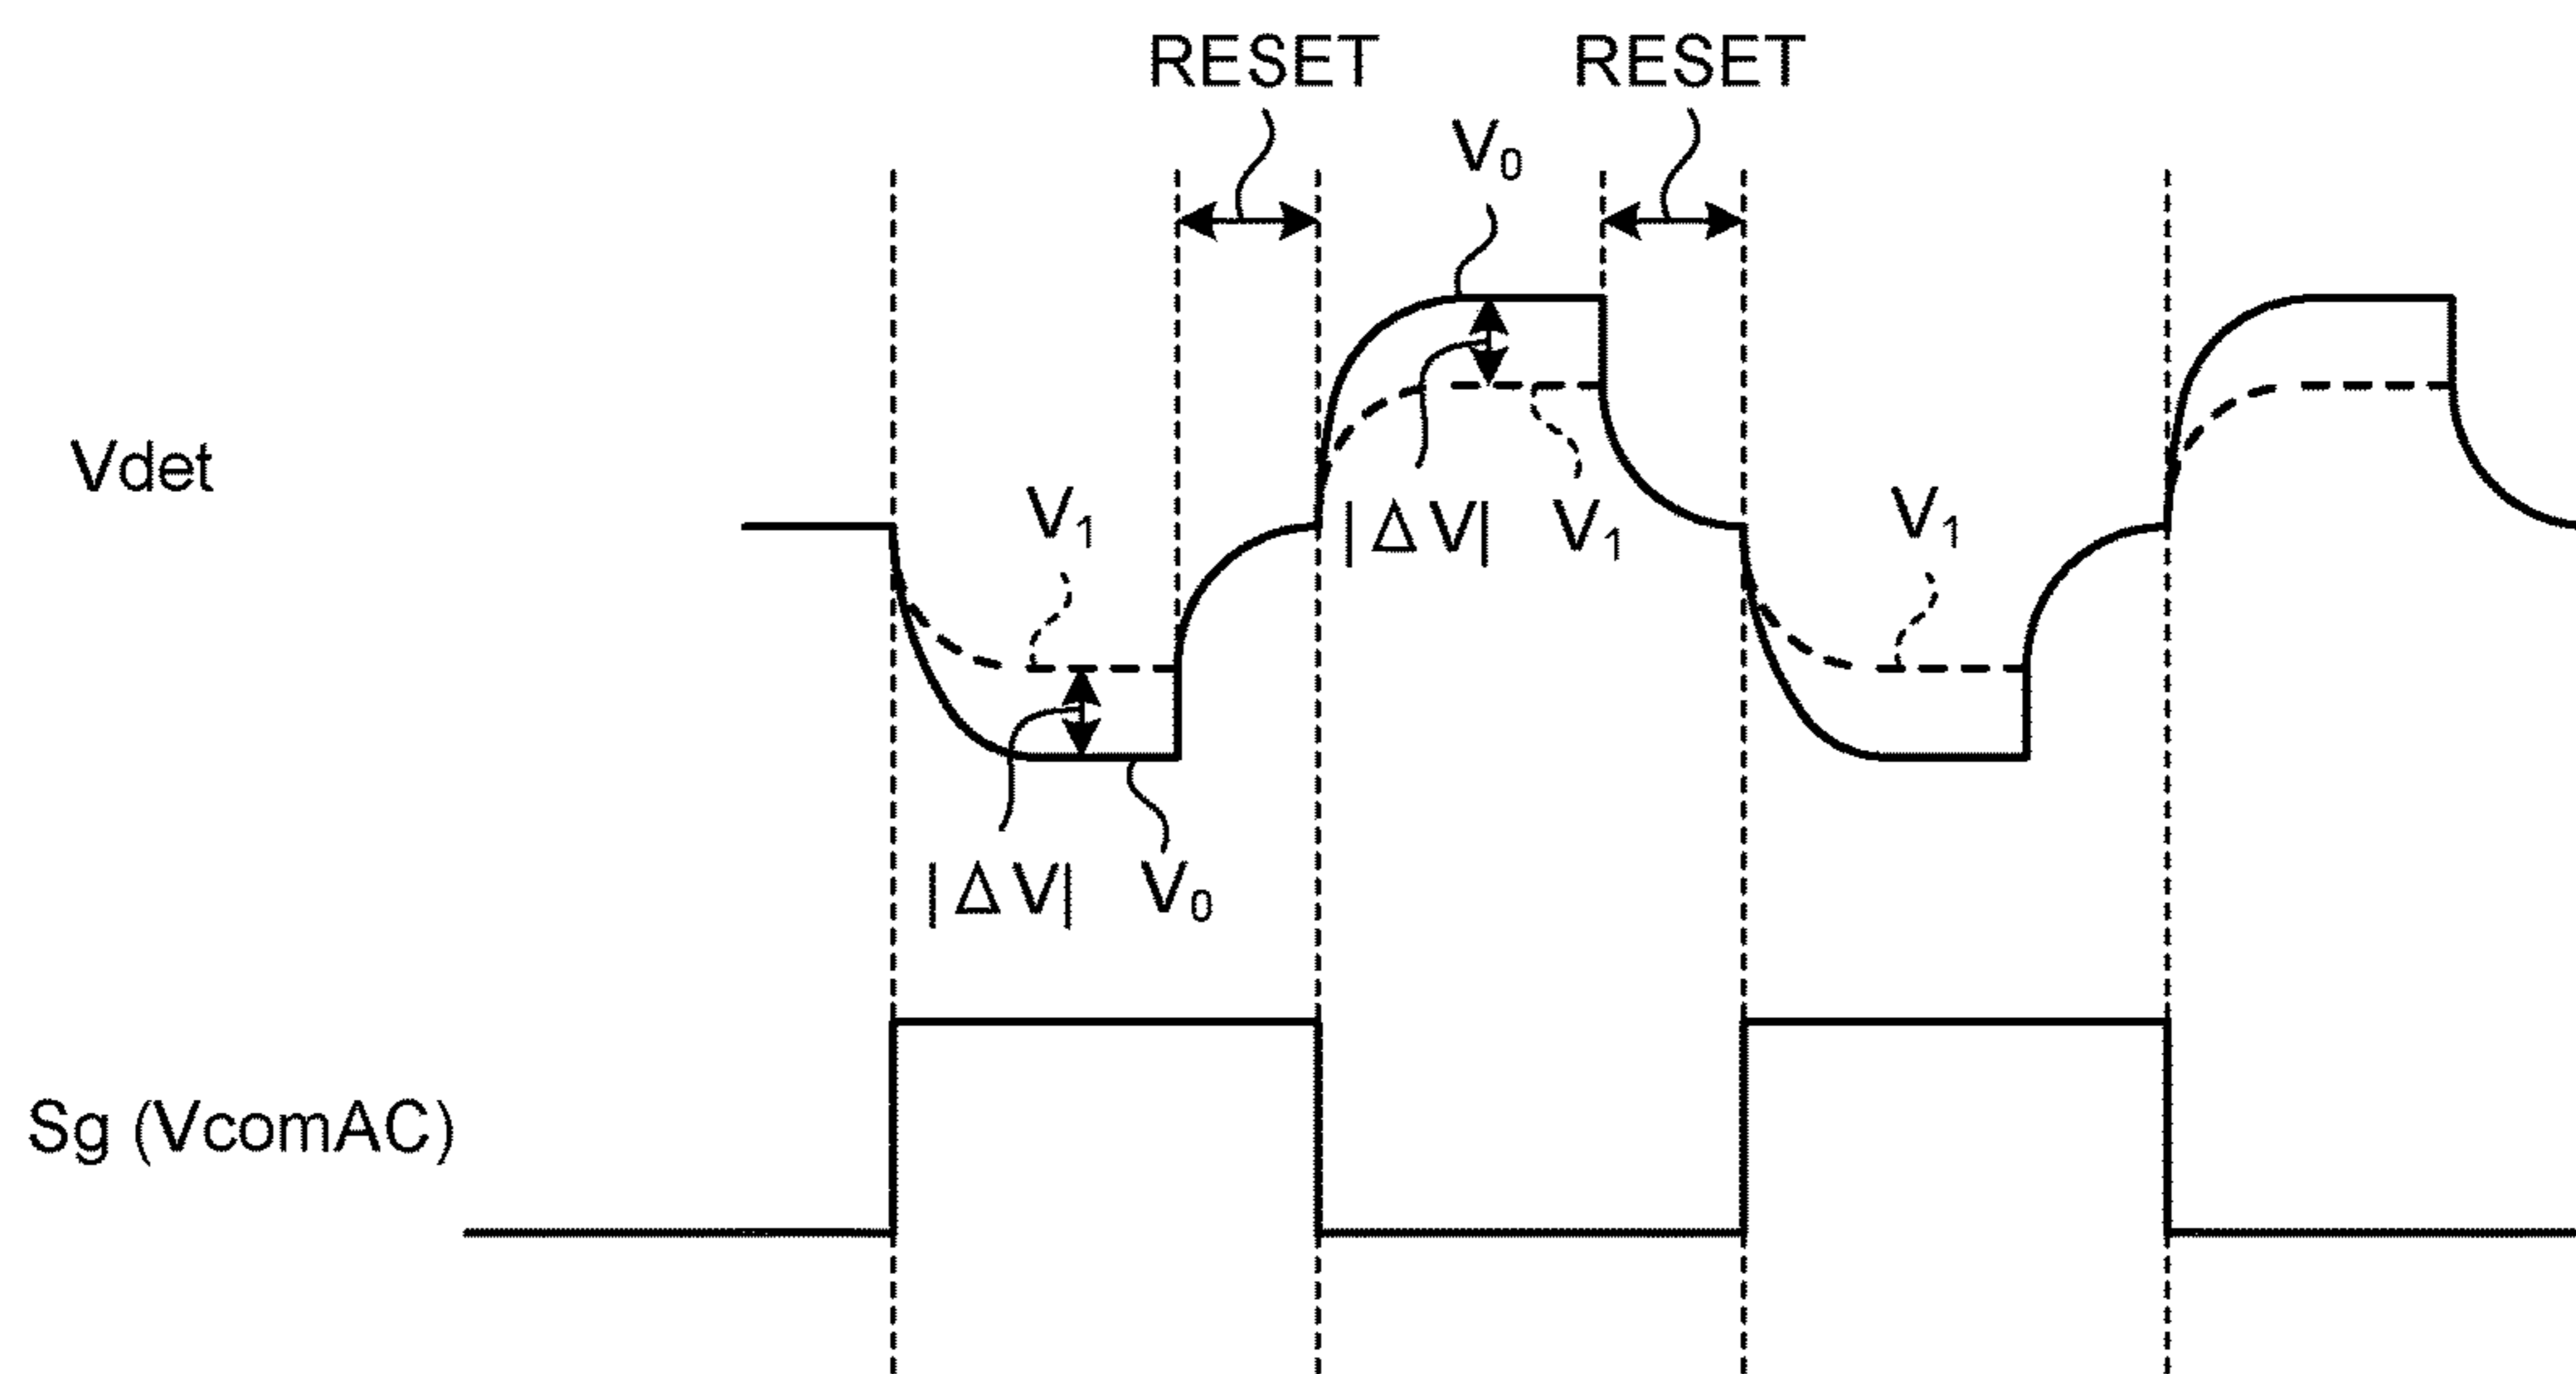 RESET RESET
V₀
Vdet
V₁ |ΔV| V₁ V₁
|ΔV| V₀
Sg (VcomAC)